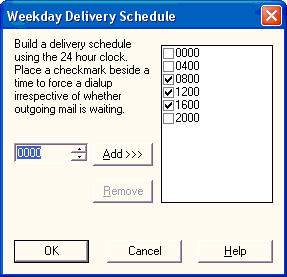 Weekday Delivery Schedule
Build a delivery schedule
using the 24 hour clock.
Place a checkmark beside a
time to force a dialup
irrespective of whether
outgoing mail is waiting.
0000
0400
0800
1200
1600
2000
0000
Add >>>
Remove
OK
Cancel
Help